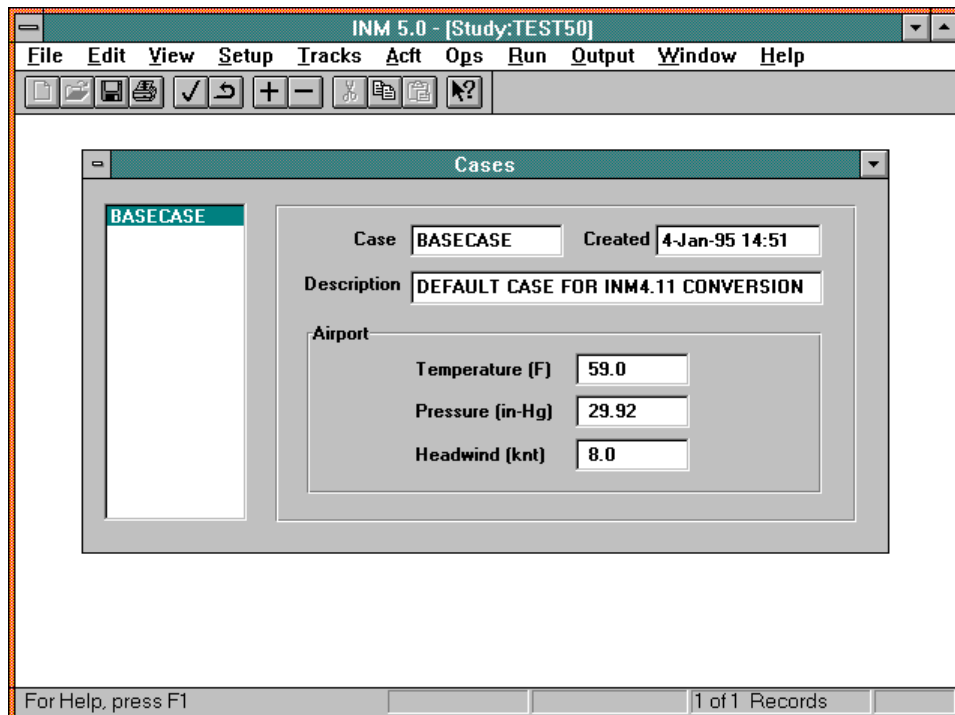 INM 5.0 - [Study:TEST50]
File Edit View Setup Tracks Acft Ops Run Output Window Help
Cases
BASECASE
Case BASECASE Created 4-Jan-95 14:51
Description DEFAULT CASE FOR INM4.11 CONVERSION
Airport
Temperature (F) 59.0
Pressure (in-Hg) 29.92
Headwind (knt) 8.0
For Help, press F1 1 of 1 Records